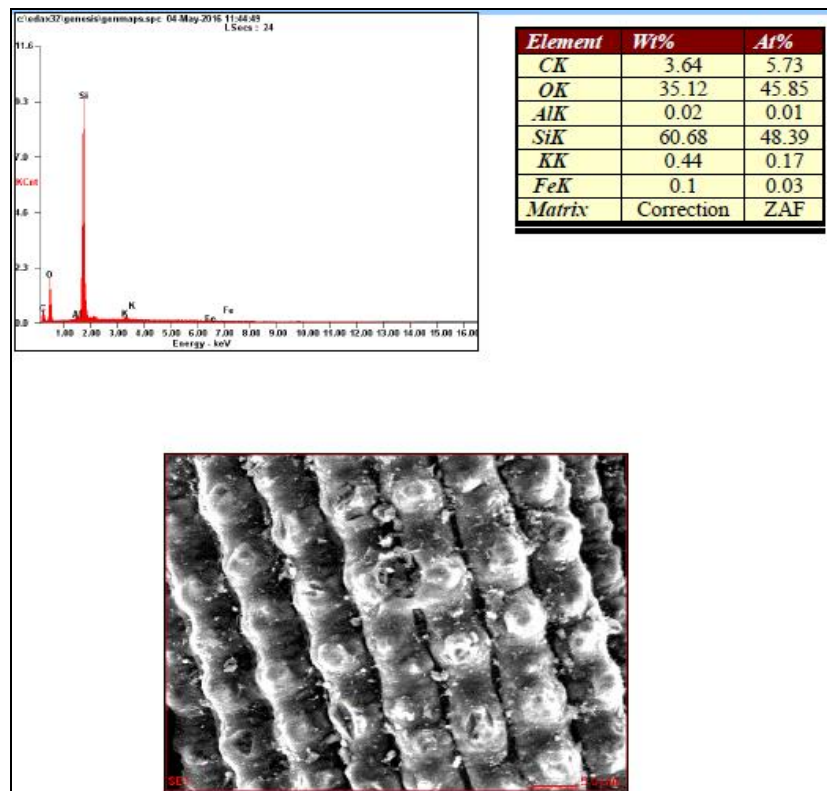 c:\edax32\genesis\genmaps.spc 04-May-2016 11:44:49
LSecs : 24
11.6
9.3
7.0
KCnt
4.6
2.3
0.0
Si
O
C
Al
K
K
Fe
Fe
1.00 2.00 3.00 4.00 5.00 6.00 7.00 8.00 9.00 10.00 11.00 12.00 13.00 14.00 15.00 16.00
Energy - keV
Element Wt% At%
CK 3.64 5.73
OK 35.12 45.85
AlK 0.02 0.01
SiK 60.68 48.39
KK 0.44 0.17
FeK 0.1 0.03
Matrix Correction ZAF